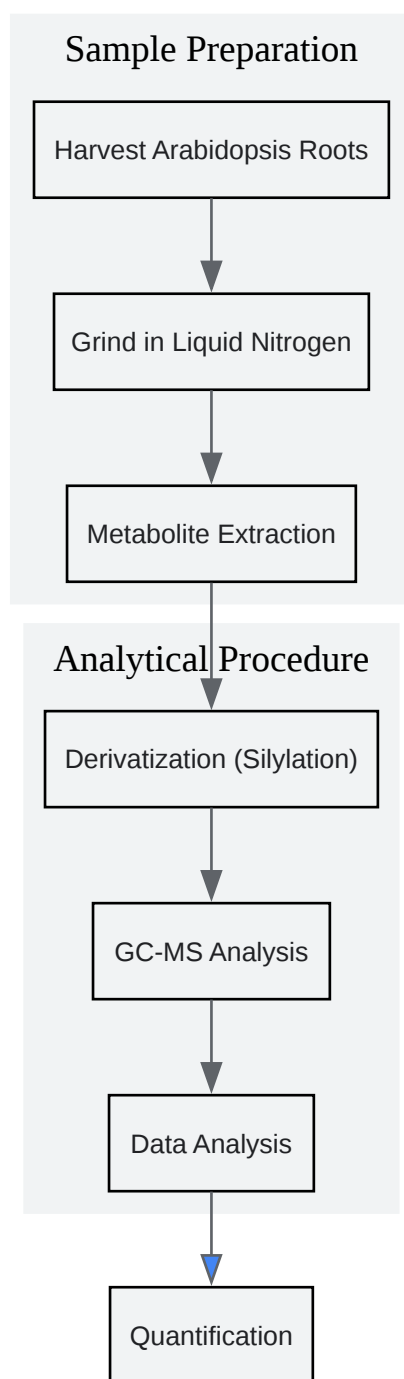 Sample Preparation
Harvest Arabidopsis Roots
Grind in Liquid Nitrogen
Metabolite Extraction
Analytical Procedure
Derivatization (Silylation)
GC-MS Analysis
Data Analysis
Quantification